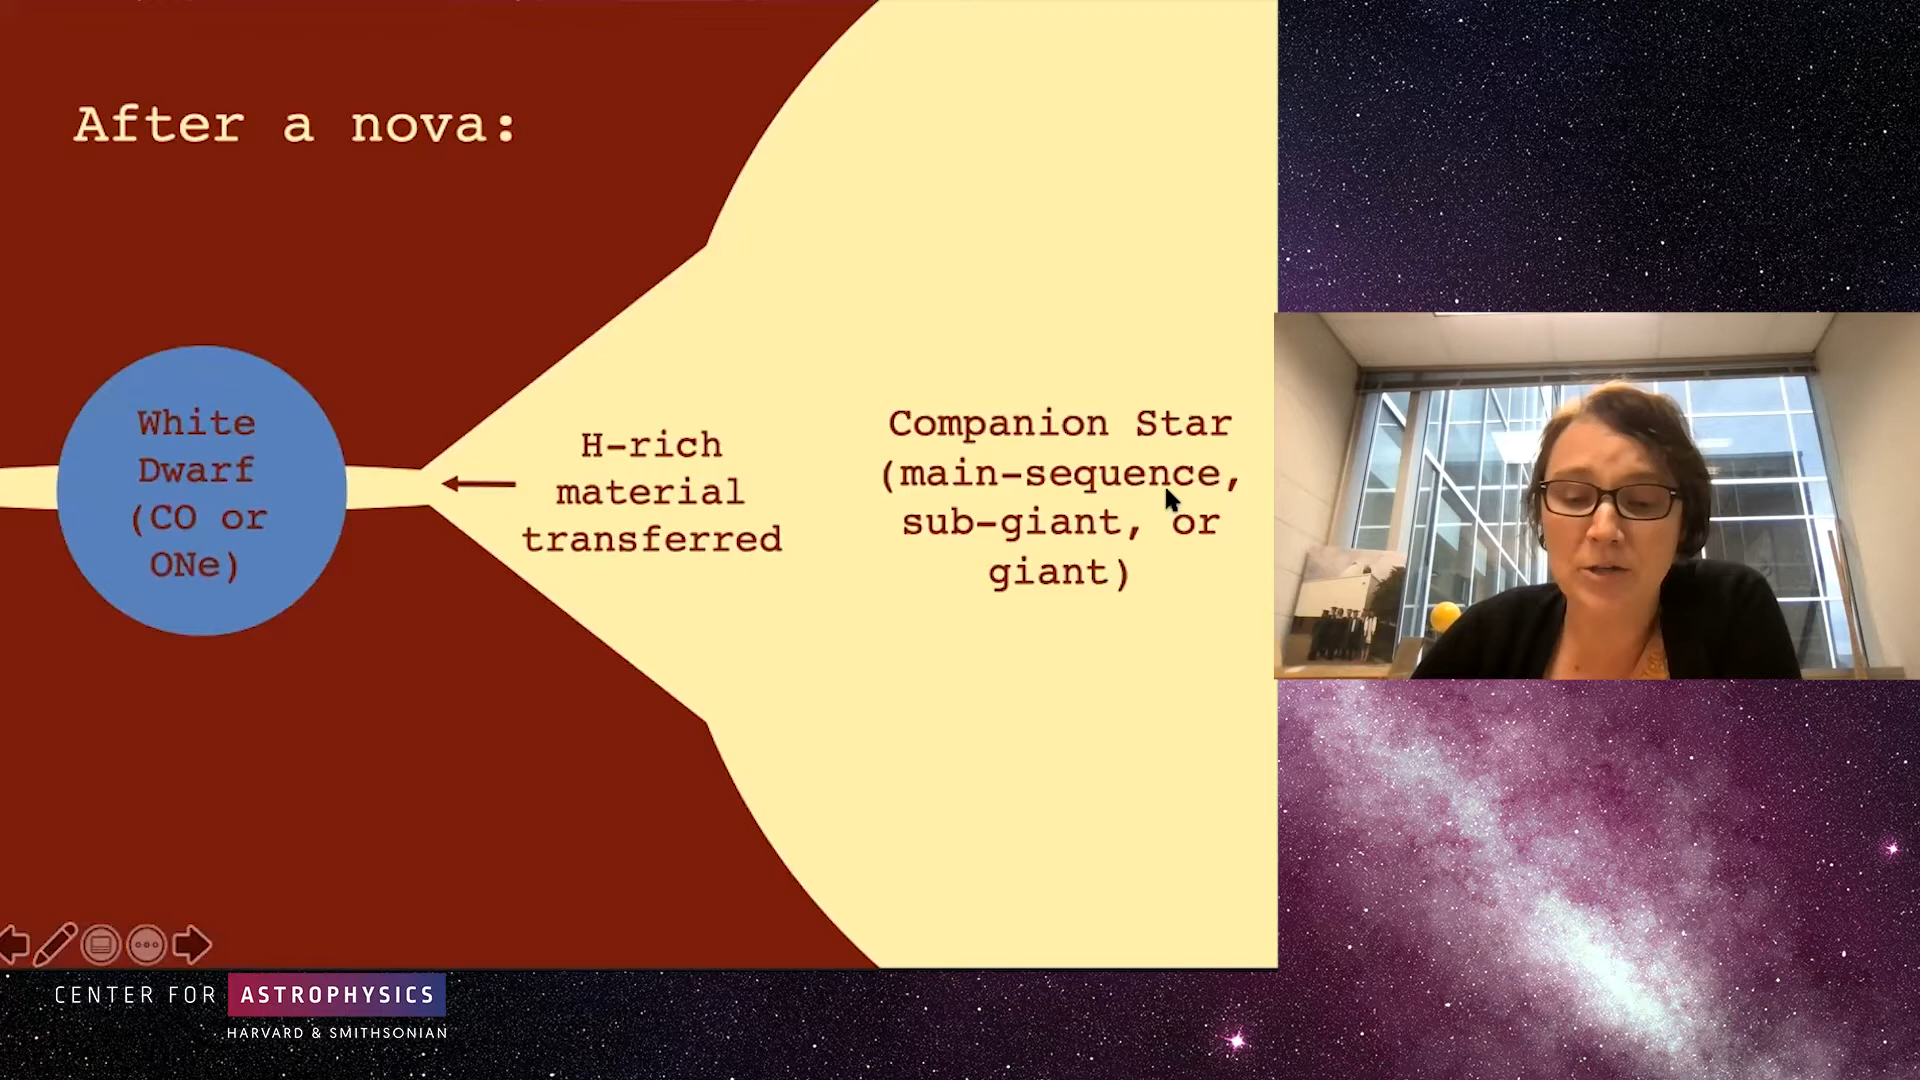 After a nova:
White
Dwarf
(CO or
ONe)
H-rich
material
transferred
Companion Star
(main-sequence,
sub-giant, or
giant)
CENTER FOR ASTROPHYSICS
HARVARD & SMITHSONIAN